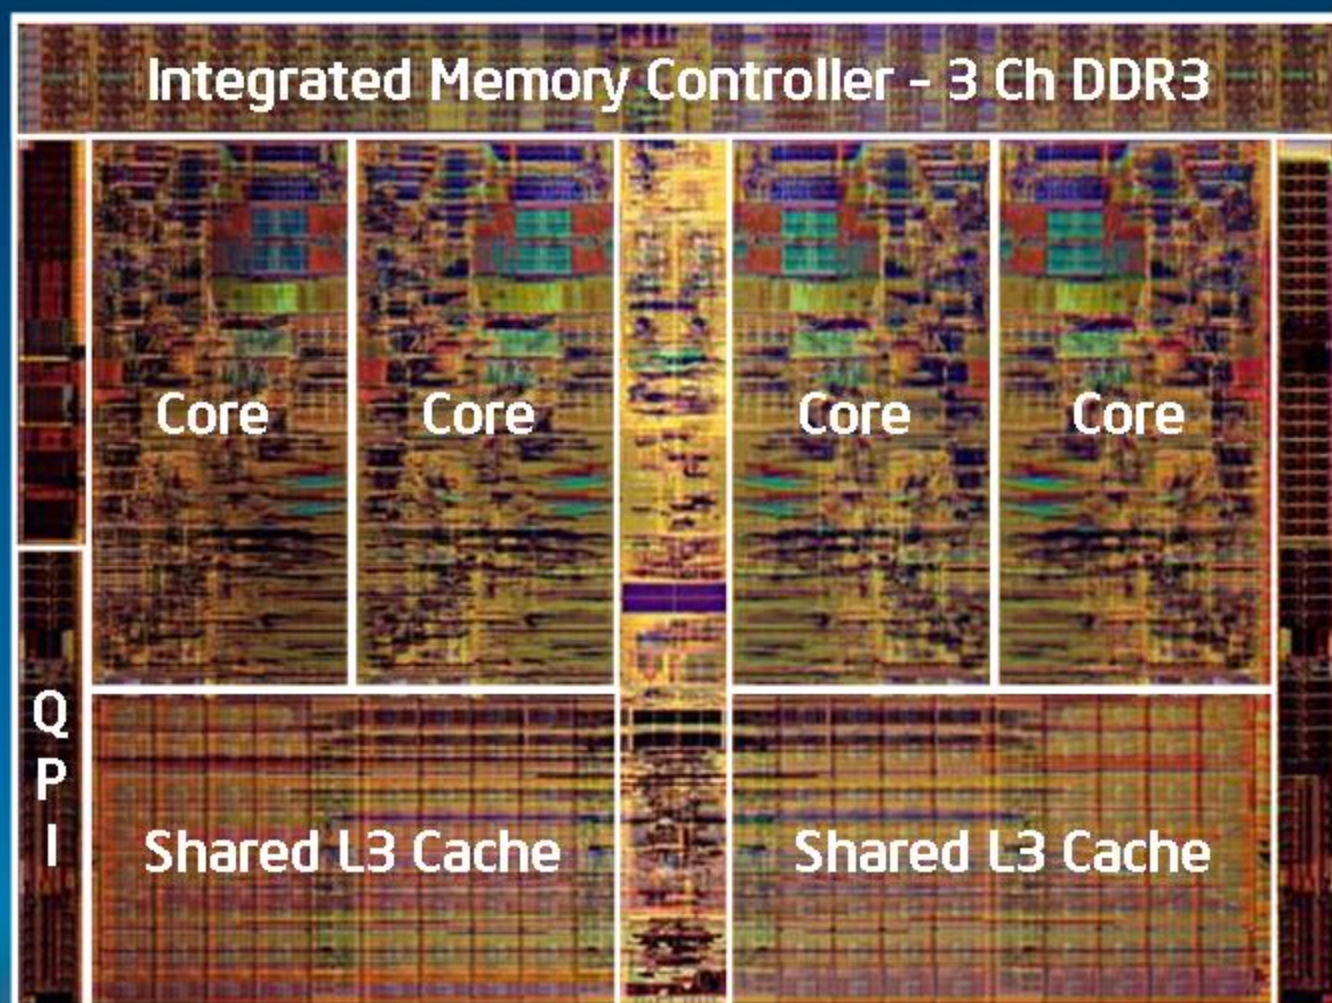 Integrated Memory Controller - 3 Ch DDR3
Core
Core
Core
Core
Q
P
I
Shared L3 Cache
Shared L3 Cache